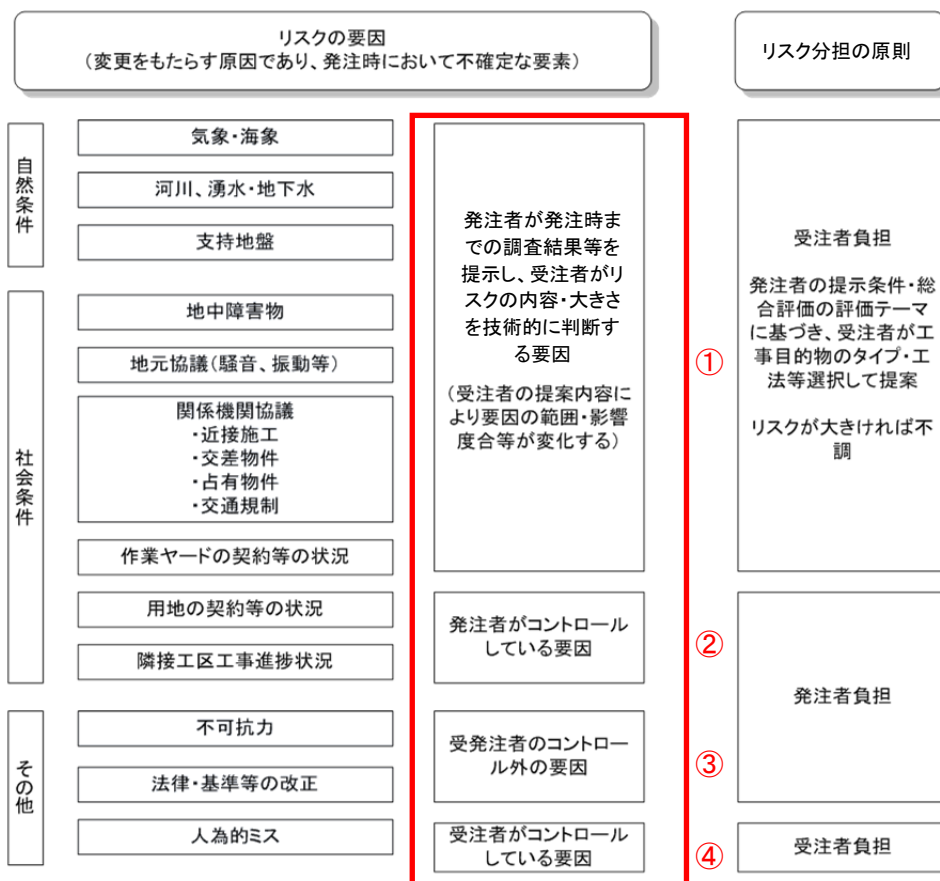 リスクの要因
（変更をもたらす原因であり、発注時において不確定な要素）
リスク分担の原則
自然条件
気象・海象
河川、湧水・地下水
支持地盤
社会条件
地中障害物
地元協議（騒音、振動等）
関係機関協議
・近接施工
・交差物件
・占有物件
・交通規制
作業ヤードの契約等の状況
用地の契約等の状況
隣接工区工事進捗状況
その他
不可抗力
法律・基準等の改正
人為的ミス
発注者が発注時ま
での調査結果等を
提示し、受注者がリ
スクの内容・大きさ
を技術的に判断す
る要因
（受注者の提案内容に
より要因の範囲・影響
度合等が変化する）
①
発注者がコントロール
している要因
②
受発注者のコントロー
ル外の要因
③
受注者がコントロール
している要因
④
受注者負担
発注者の提示条件・総
合評価の評価テーマ
に基づき、受注者が工
事目的物のタイプ・工
法等選択して提案
リスクが大きければ不
調
発注者負担
受注者負担